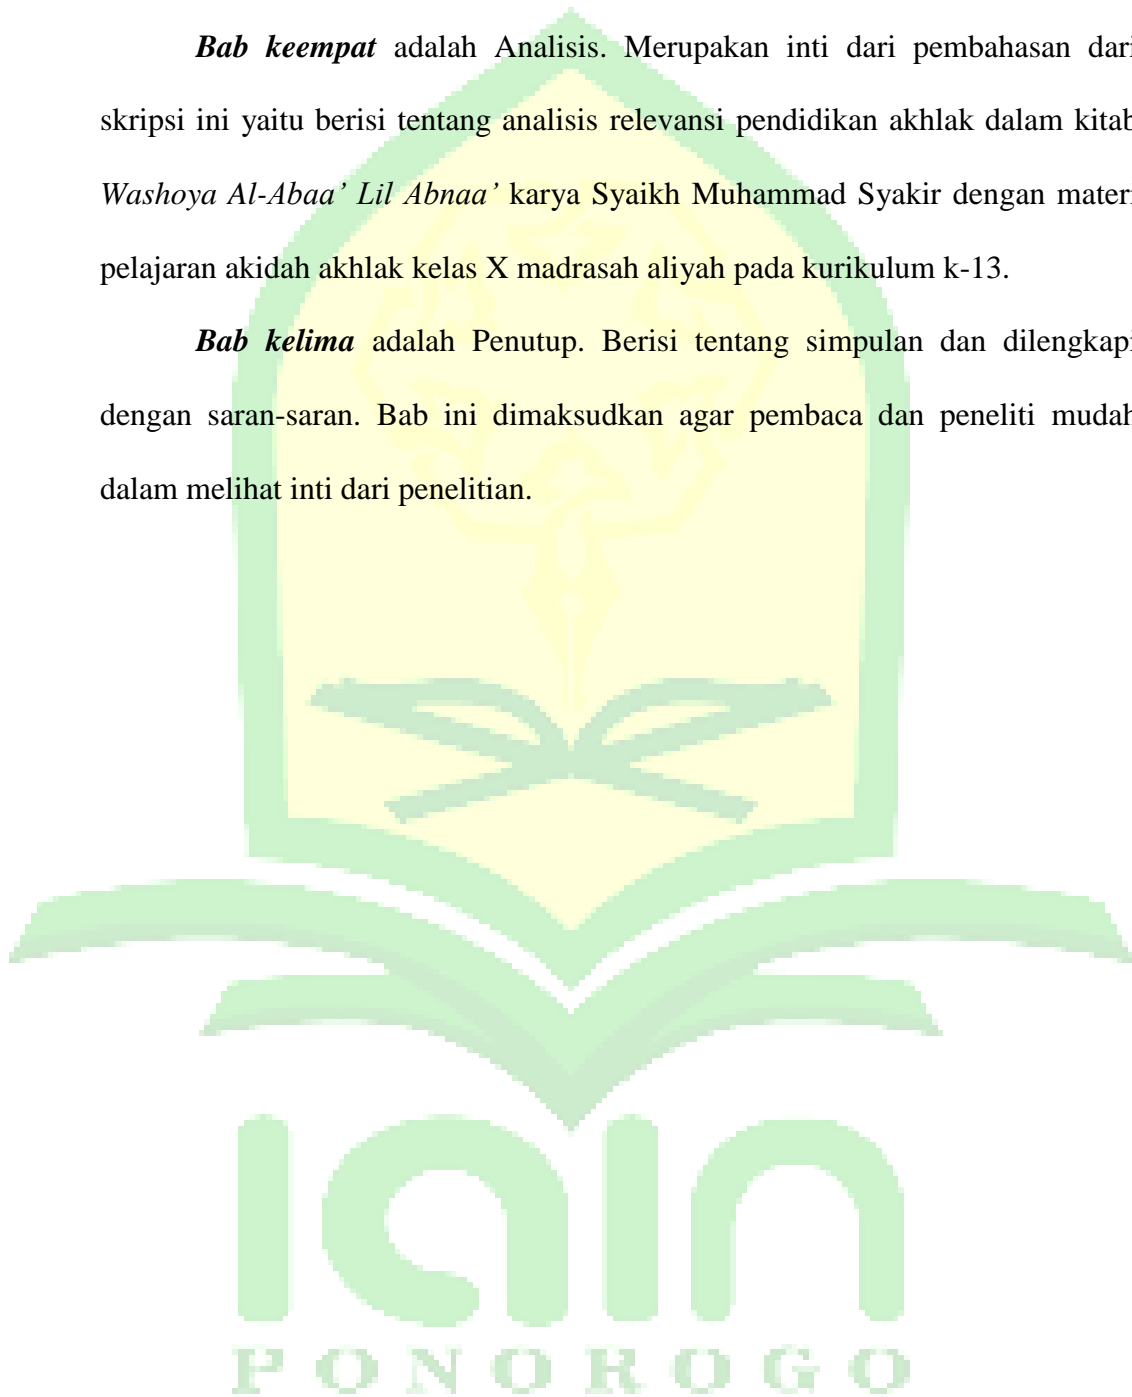 Bab keempat adalah Analisis. Merupakan inti dari pembahasan dari
skripsi ini yaitu berisi tentang analisis relevansi pendidikan akhlak dalam kitab
Washoya Al-Abaa’ Lil Abnaa’ karya Syaikh Muhammad Syakir dengan materi
pelajaran akidah akhlak kelas X madrasah aliyah pada kurikulum k-13.
Bab kelima adalah Penutup. Berisi tentang simpulan dan dilengkapi
dengan saran-saran. Bab ini dimaksudkan agar pembaca dan peneliti mudah
dalam melihat inti dari penelitian.
iain
PONOROGO